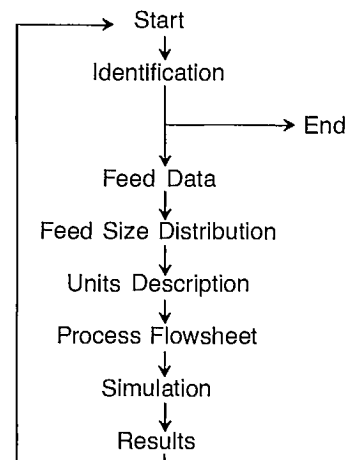 Start
Identification
End
Feed Data
Feed Size Distribution
Units Description
Process Flowsheet
Simulation
Results